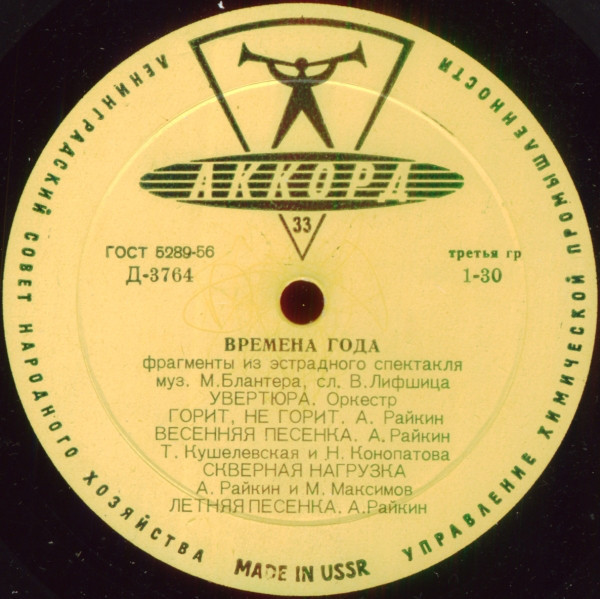 ЛЕНИНГРАДСКИЙ СОВЕТ НАРОДНОГО ХОЗЯЙСТВА
УПРАВЛЕНИЕ ХИМИЧЕСКОЙ ПРОМЫШЛЕННОСТИ
АККОРД
33
ГОСТ 5289-56
третья гр
Д-3764
1-30
ВРЕМЕНА ГОДА
фрагменты из эстрадного спектакля
муз. М.Блантера, сл. В.Лифшица
УВЕРТЮРА. Оркестр
ГОРИТ, НЕ ГОРИТ. А. Райкин
ВЕСЕННЯЯ ПЕСЕНКА. А.Райкин
Т. Кушелевская и Н. Конопатова
СКВЕРНАЯ НАГРУЗКА
А. Райкин и М. Максимов
ЛЕТНЯЯ ПЕСЕНКА. А.Райкин
MADE IN USSR